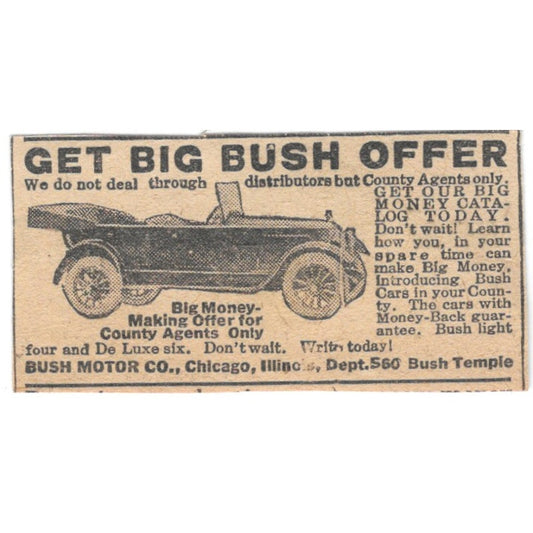 GET BIG BUSH OFFER
We do not deal through distributors but County Agents only.
GET OUR BIG
MONEY CATA-
LOG TODAY.
Don't wait! Learn
how you, in your
spare time can
make Big Money,
Introducing Bush
Cars in your Coun-
ty. The cars with
Money-Back guar-
antee. Bush light
Big Money-
Making Offer for
County Agents Only
four and De Luxe six. Don't wait. Write today!
BUSH MOTOR CO., Chicago, Illinois, Dept. 560 Bush Temple